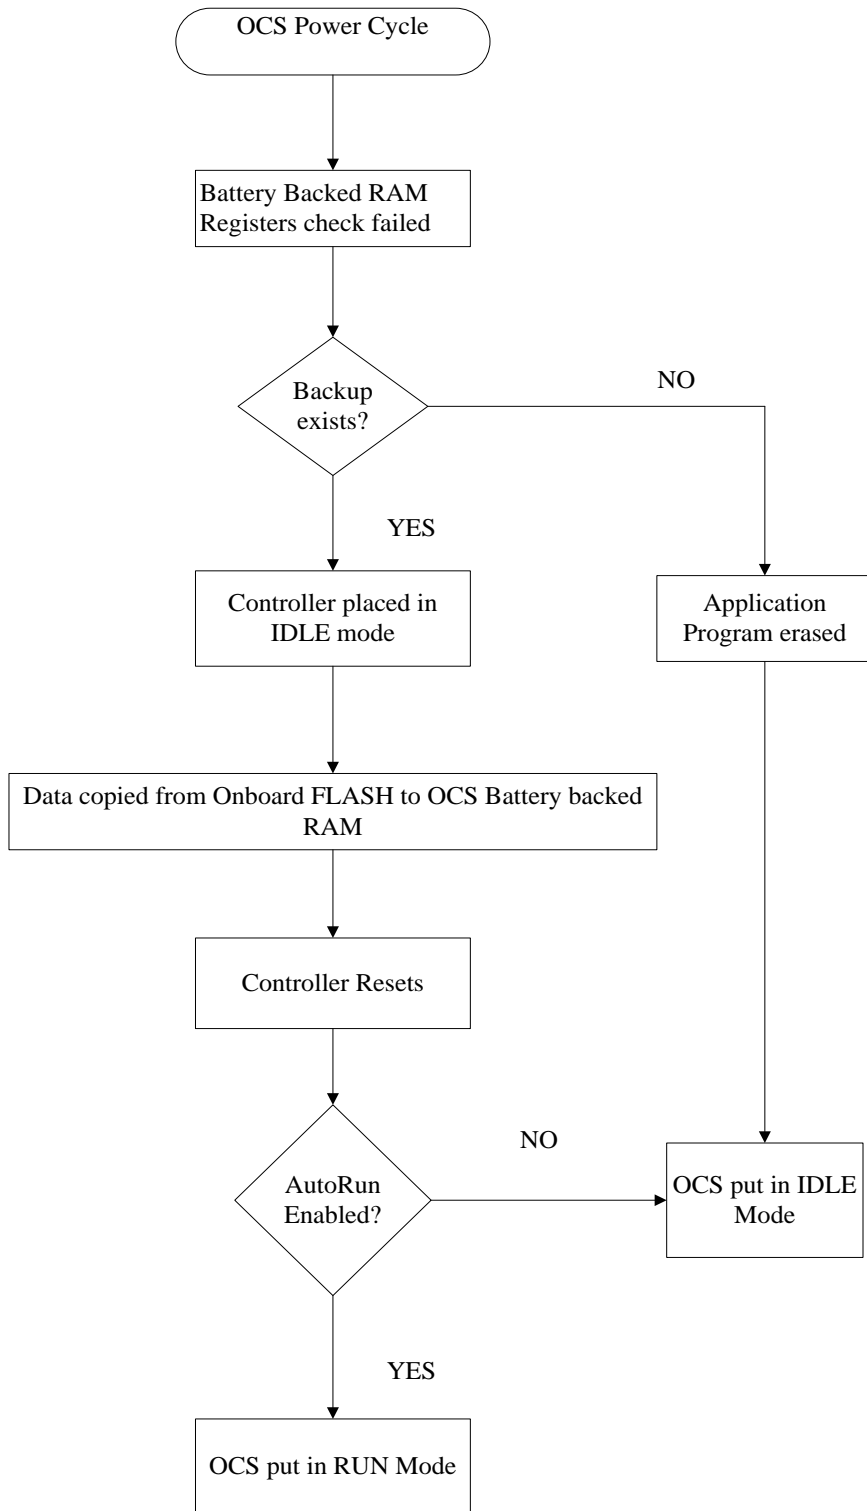 OCS Power Cycle
Battery Backed RAM
Registers check failed
Backup
exists?
NO
YES
Controller placed in
IDLE mode
Application
Program erased
Data copied from Onboard FLASH to OCS Battery backed
RAM
Controller Resets
AutoRun
Enabled?
NO
OCS put in IDLE
Mode
YES
OCS put in RUN Mode